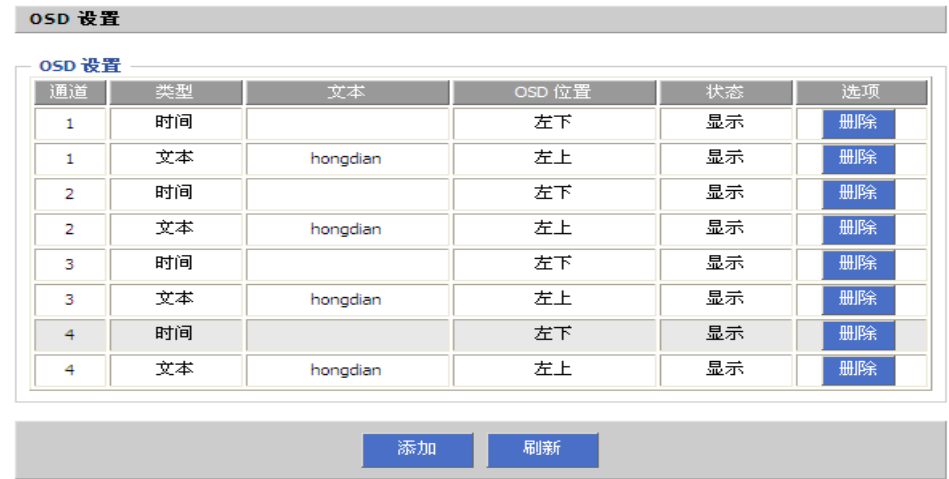 OSD 设置
OSD 设置
通道 类型 文本 OSD 位置 状态 选项
1 时间 左下 显示 删除
1 文本 hongdian 左上 显示 删除
2 时间 左下 显示 删除
2 文本 hongdian 左上 显示 删除
3 时间 左下 显示 删除
3 文本 hongdian 左上 显示 删除
4 时间 左下 显示 删除
4 文本 hongdian 左上 显示 删除
添加 刷新